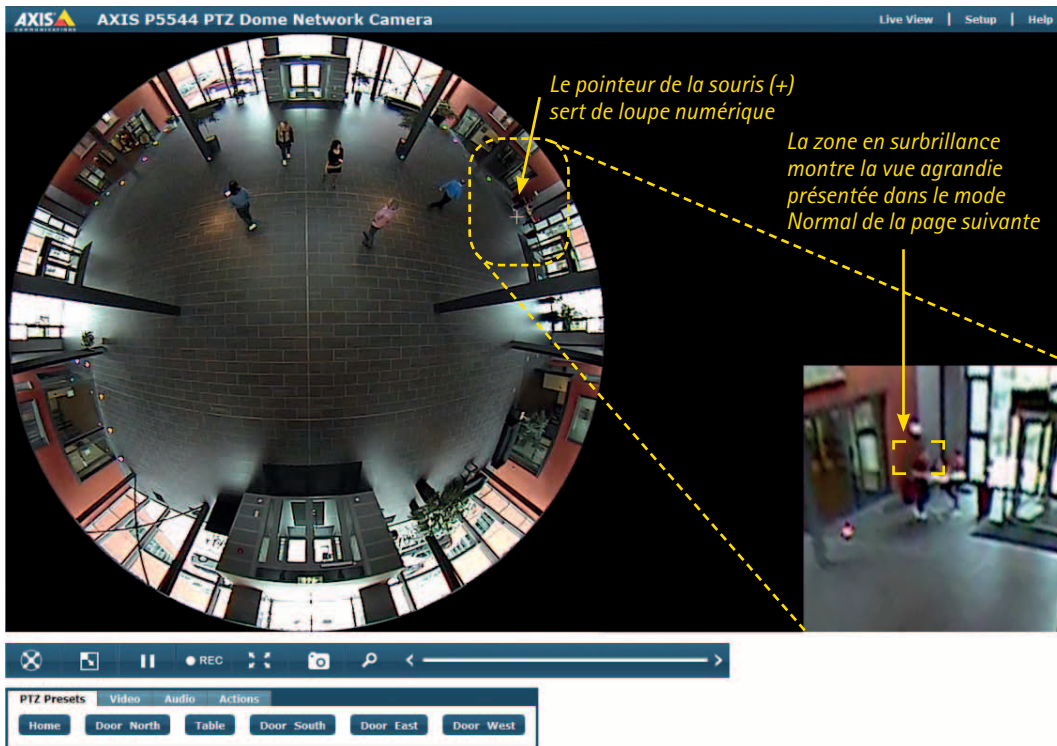 AXIS COMMUNICATIONS AXIS P5544 PTZ Dome Network Camera Live View | Setup | Help
Le pointeur de la souris (+)
sert de loupe numérique
La zone en surbrillance
montre la vue agrandie
présentée dans le mode
Normal de la page suivante
REC
PTZ Presets Video Audio Actions
Home Door North Table Door South Door East Door West